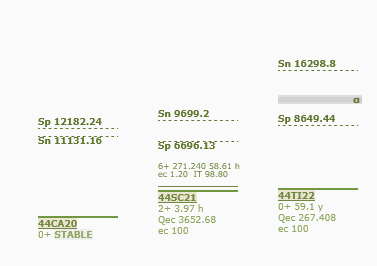 Sn 16298.8
α
Sn 9699.2
Sp 8649.44
Sp 12182.24
Sn 11131.16
Sp 6696.13
6+ 271.240 58.61 h
ec 1.20 IT 98.80
44SC21
2+ 3.97 h
Qec 3652.68
ec 100
44TI22
0+ 59.1 y
Qec 267.408
ec 100
44CA20
0+ STABLE